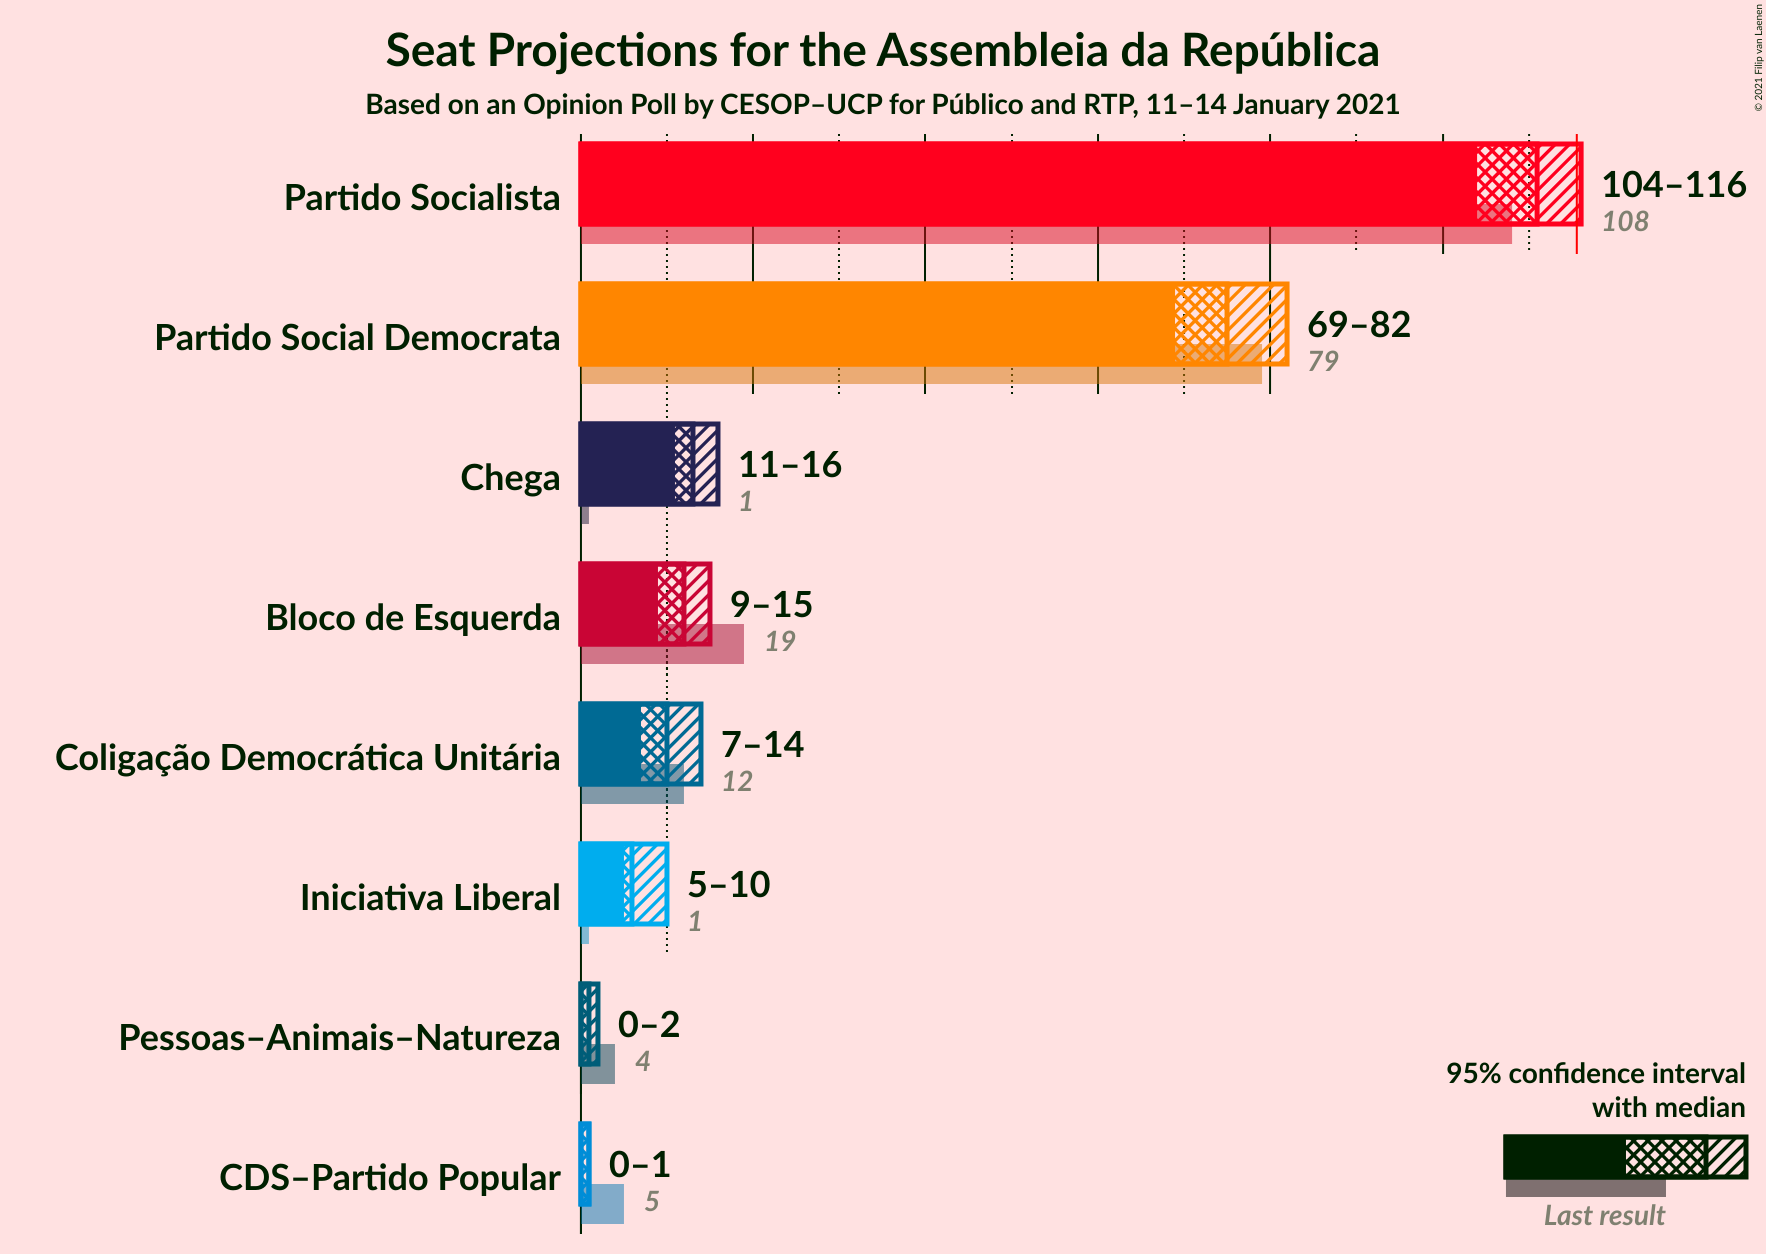 Seat Projections for the Assembleia da República
Based on an Opinion Poll by CESOP–UCP for Público and RTP, 11–14 January 2021
© 2021 Filip van Laenen
Partido Socialista
104–116
108
Partido Social Democrata
69–82
79
Chega
11–16
1
Bloco de Esquerda
9–15
19
Coligação Democrática Unitária
7–14
12
Iniciativa Liberal
5–10
1
Pessoas–Animais–Natureza
0–2
4
CDS–Partido Popular
0–1
5
95% confidence interval
with median
Last result